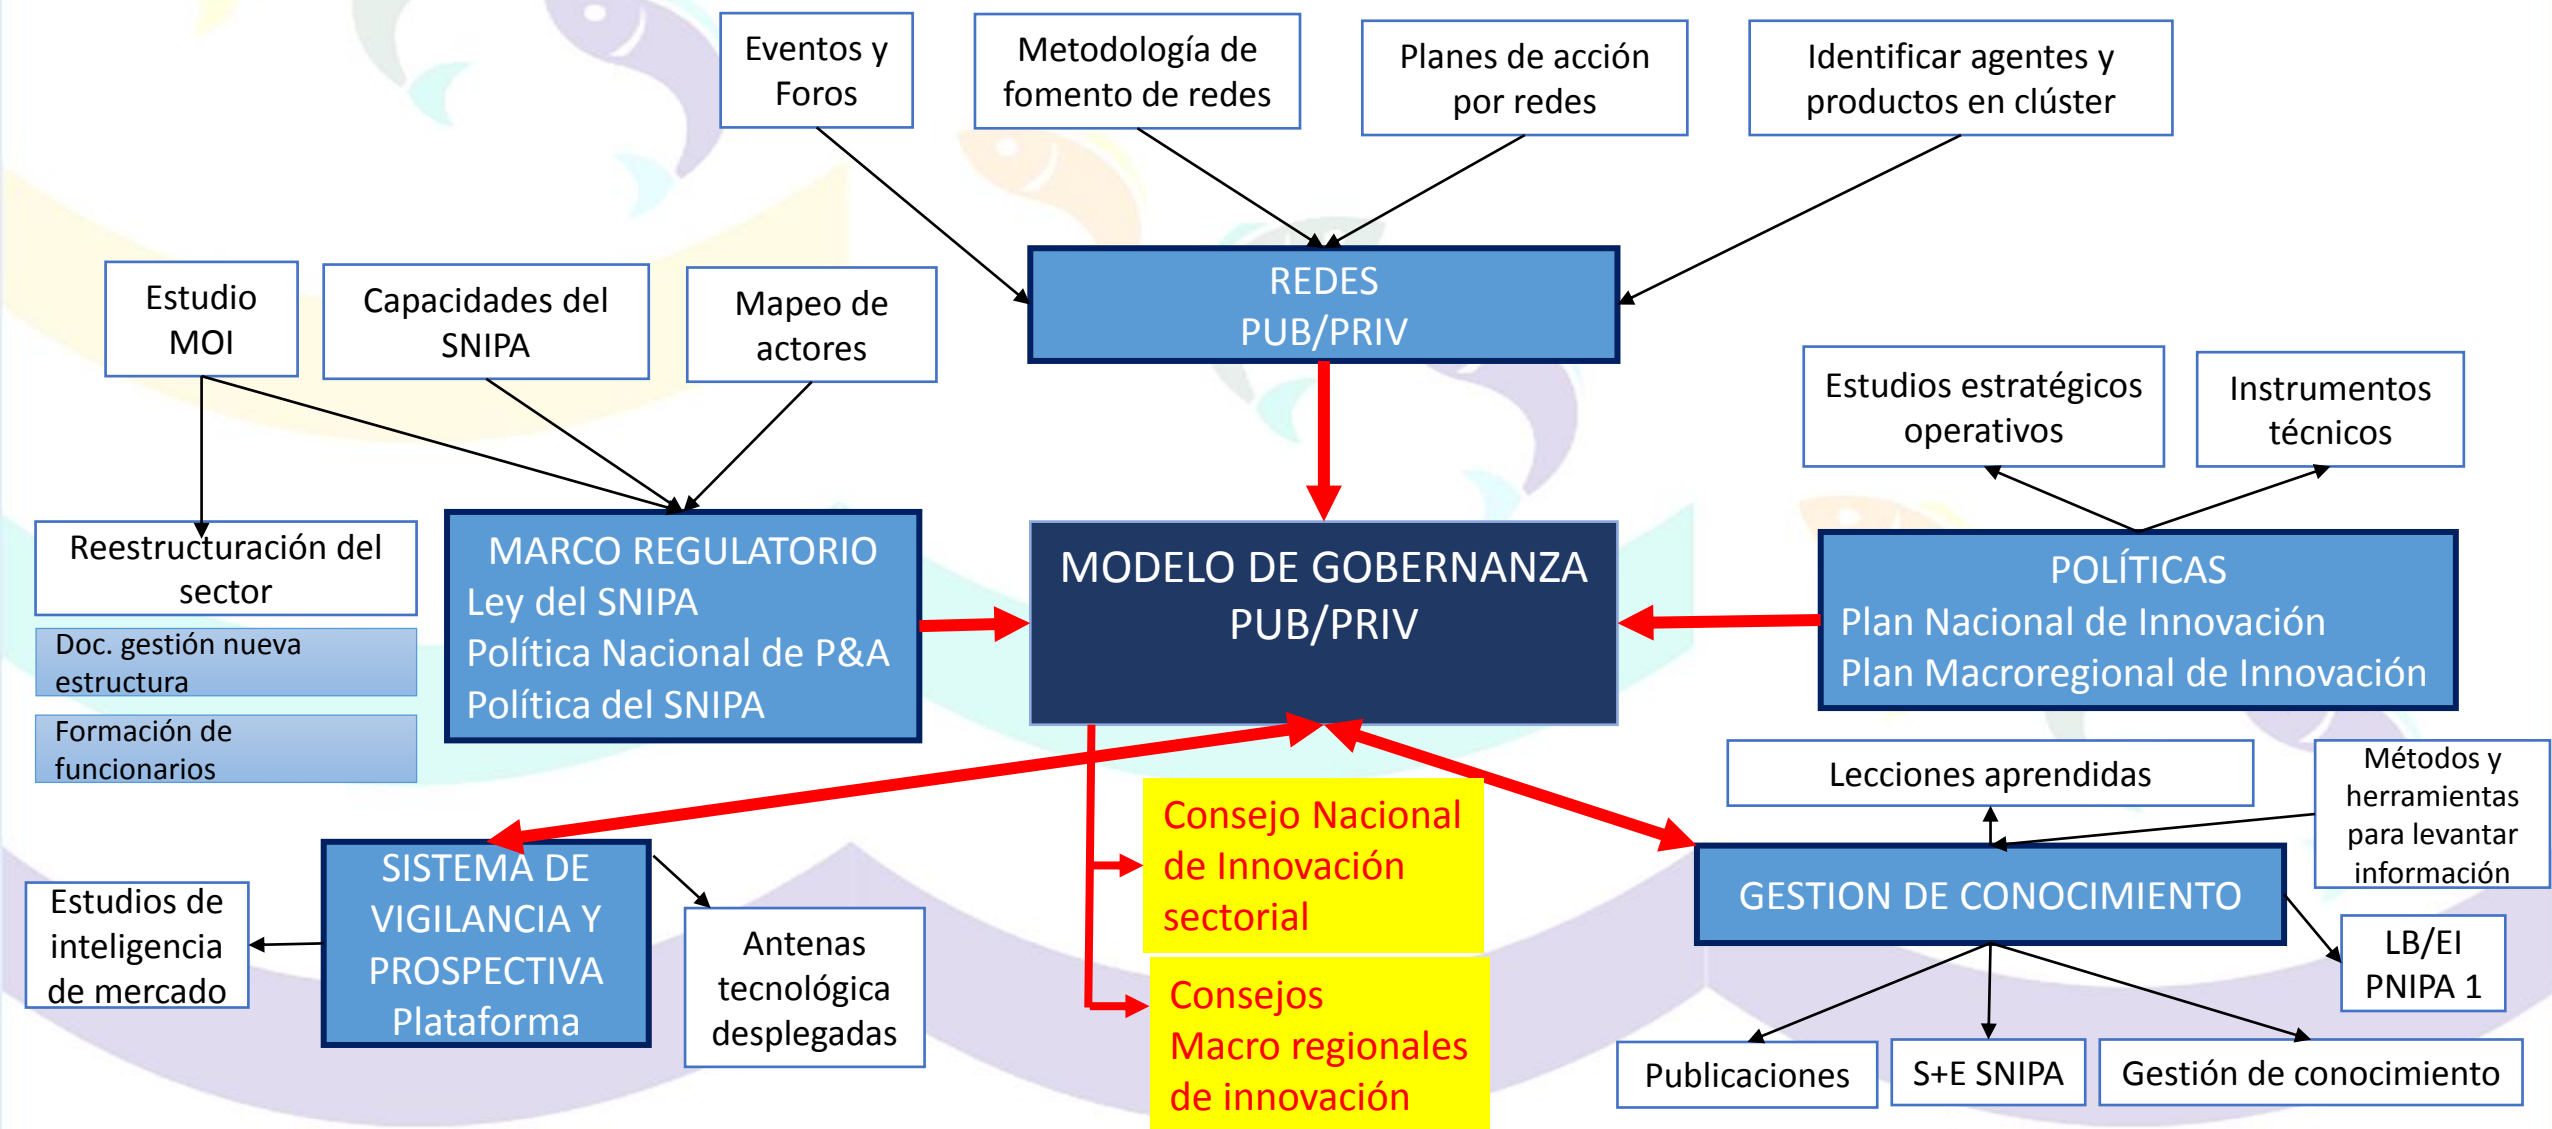 Eventos y
Foros
Metodología de
fomento de redes
Planes de acción
por redes
Identificar agentes y
productos en clúster
REDES
PUB/PRIV
Estudio
MOI
Capacidades del
SNIPA
Mapeo de
actores
Estudios estratégicos
operativos
Instrumentos
técnicos
Reestructuración del
sector
Doc. gestión nueva
estructura
Formación de
funcionarios
MARCO REGULATORIO
Ley del SNIPA
Política Nacional de P&A
Política del SNIPA
MODELO DE GOBERNANZA
PUB/PRIV
POLÍTICAS
Plan Nacional de Innovación
Plan Macroregional de Innovación
Lecciones aprendidas
Métodos y
herramientas
para levantar
información
Consejo Nacional
de Innovación
sectorial
Consejos
Macro regionales
de innovación
SISTEMA DE
VIGILANCIA Y
PROSPECTIVA
Plataforma
Estudios de
inteligencia
de mercado
Antenas
tecnológica
desplegadas
GESTION DE CONOCIMIENTO
LB/EI
PNIPA 1
Publicaciones
S+E SNIPA
Gestión de conocimiento